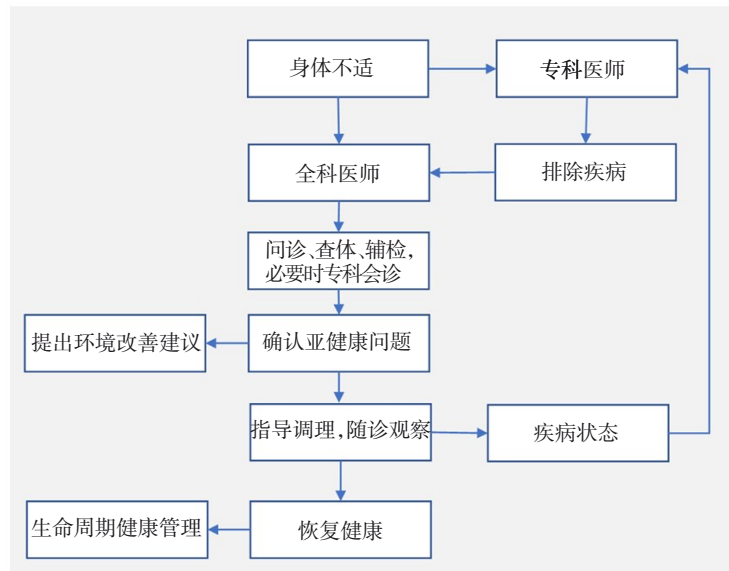 身体不适
专科医师
全科医师
排除疾病
问诊、查体、辅检，
必要时专科会诊
提出环境改善建议
确认亚健康问题
指导调理，随诊观察
疾病状态
生命周期健康管理
恢复健康